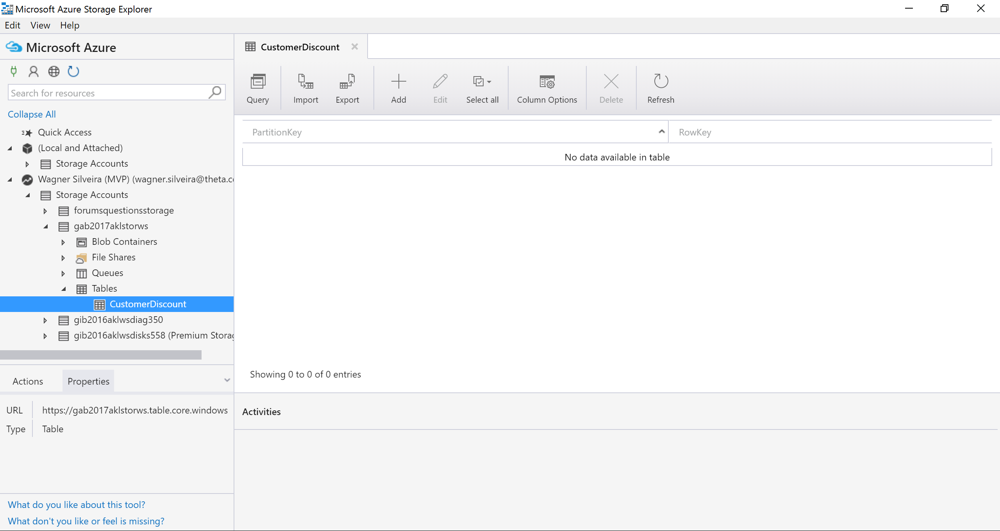 Microsoft Azure Storage Explorer
Edit View Help
Microsoft Azure
Search for resources
Collapse All
Quick Access
(Local and Attached)
Storage Accounts
Wagner Silveira (MVP) (wagner.silveira@theta.c
Storage Accounts
forumsquestionsstorage
gab2017aklstorws
Blob Containers
File Shares
Queues
Tables
CustomerDiscount
gib2016aklwsdiag350
gib2016aklwsdisks558 (Premium Storag
Actions Properties
URL https://gab2017aklstorws.table.core.windows
Type Table
What do you like about this tool?
What don't you like or feel is missing?
CustomerDiscount
Query Import Export Add Edit Select all Column Options Delete Refresh
PartitionKey RowKey
No data available in table
Showing 0 to 0 of 0 entries
Activities